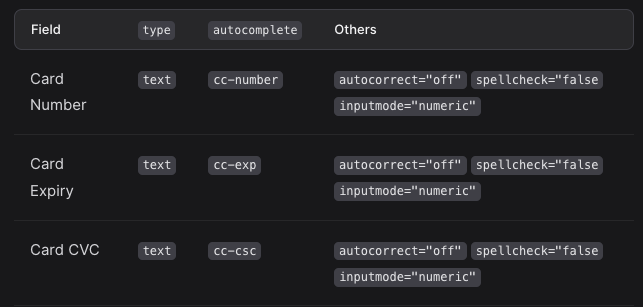 Field type autocomplete Others
Card text cc-number autocorrect="off" spellcheck="false
Number inputmode="numeric"
Card text cc-exp autocorrect="off" spellcheck="false
Expiry inputmode="numeric"
Card CVC text cc-csc autocorrect="off" spellcheck="false
inputmode="numeric"